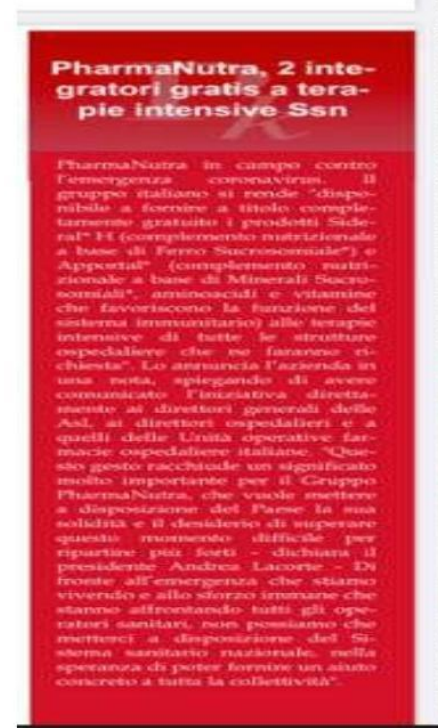 PharmaNutra, 2 inte-
gratori gratis a tera-
pie intensive Ssn
PharmaNutra in campo contro
l'emergenza coronavirus. Il
gruppo italiano si rende "dispo-
nibile a fornire a titolo comple-
tamente gratuito i prodotti Side-
ral® H (complemento nutrizionale
a base di Ferro Sucrosomiale®) e
Apportal® (complemento nutri-
zionale a base di Minerali Sucro-
somiali®, aminoacidi e vitamine
che favoriscono la funzione del
sistema immunitario) alle terapie
intensive di tutte le strutture
ospedaliere che ne faranno ri-
chiesta". Lo annuncia l'azienda in
una nota, spiegando di avere
comunicato l'iniziativa diretta-
mente ai direttori generali delle
Asl, ai direttori ospedalieri e a
quelli delle Unità operative far-
macie ospedaliere italiane. "Que-
sto gesto racchiude un significato
molto importante per il Gruppo
PharmaNutra, che vuole mettere
a disposizione del Paese la sua
solidità e il desiderio di superare
questo momento difficile per
ripartire più forti - dichiara il
presidente Andrea Lacorte - Di
fronte all'emergenza che stiamo
vivendo e allo sforzo immane che
stanno affrontando tutti gli ope-
ratori sanitari, non possiamo che
metterci a disposizione del Si-
stema sanitario nazionale, nella
speranza di poter fornire un aiuto
concreto a tutta la collettività".